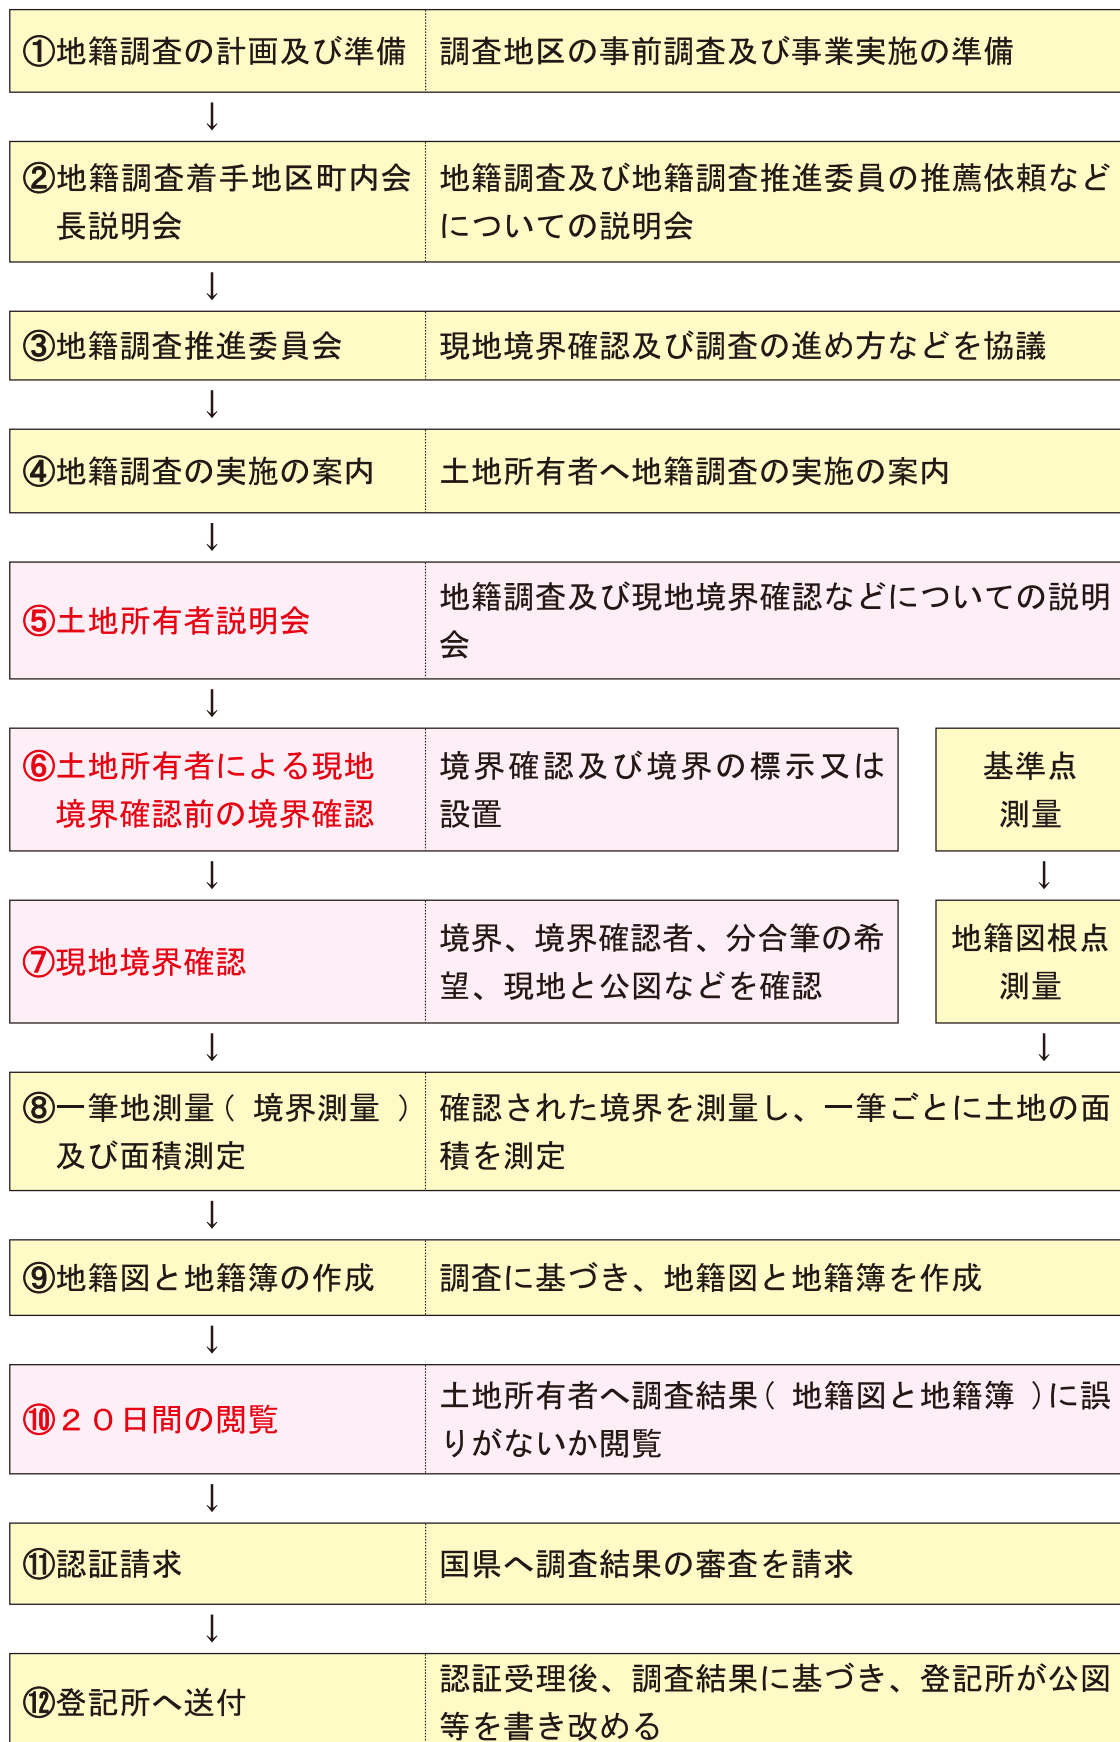 ①地籍調査の計画及び準備
調査地区の事前調査及び事業実施の準備
↓
②地籍調査着手地区町内会
長説明会
地籍調査及び地籍調査推進委員の推薦依頼など
についての説明会
↓
③地籍調査推進委員会
現地境界確認及び調査の進め方などを協議
↓
④地籍調査の実施の案内
土地所有者へ地籍調査の実施の案内
↓
⑤土地所有者説明会
地籍調査及び現地境界確認などについての説明
会
↓
⑥土地所有者による現地
境界確認前の境界確認
境界確認及び境界の標示又は
設置
基準点
測量
↓
↓
⑦現地境界確認
境界、境界確認者、分合筆の希
望、現地と公図などを確認
地籍図根点
測量
↓
↓
⑧一筆地測量（境界測量）
及び面積測定
確認された境界を測量し、一筆ごとに土地の面
積を測定
↓
⑨地籍図と地籍簿の作成
調査に基づき、地籍図と地籍簿を作成
↓
⑩２０日間の閲覧
土地所有者へ調査結果（地籍図と地籍簿）に誤
りがないか閲覧
↓
⑪認証請求
国県へ調査結果の審査を請求
↓
⑫登記所へ送付
認証受理後、調査結果に基づき、登記所が公図
等を書き改める